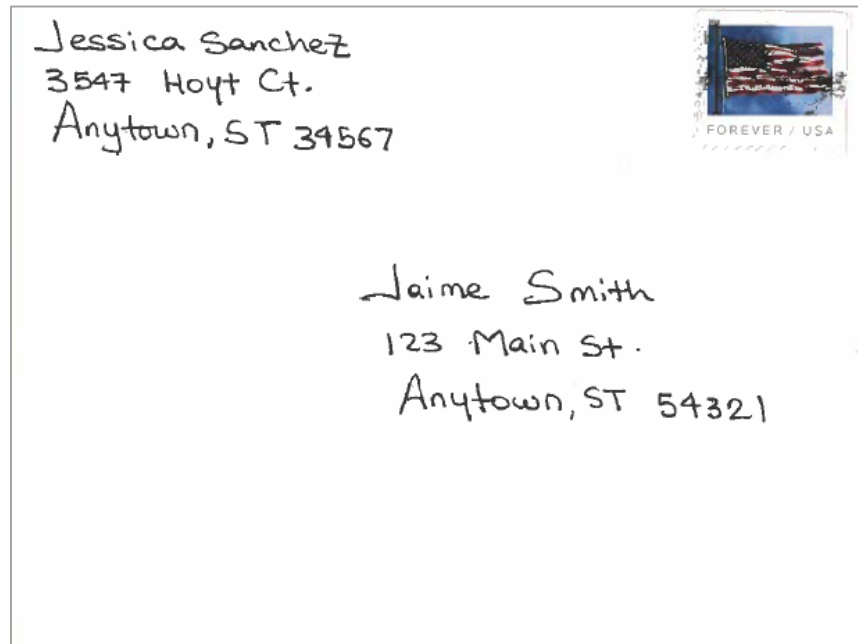 Jessica Sanchez
3547 Hoyt Ct.
Anytown, ST 34567
FOREVER / USA
Jaime Smith
123 Main St.
Anytown, ST 54321